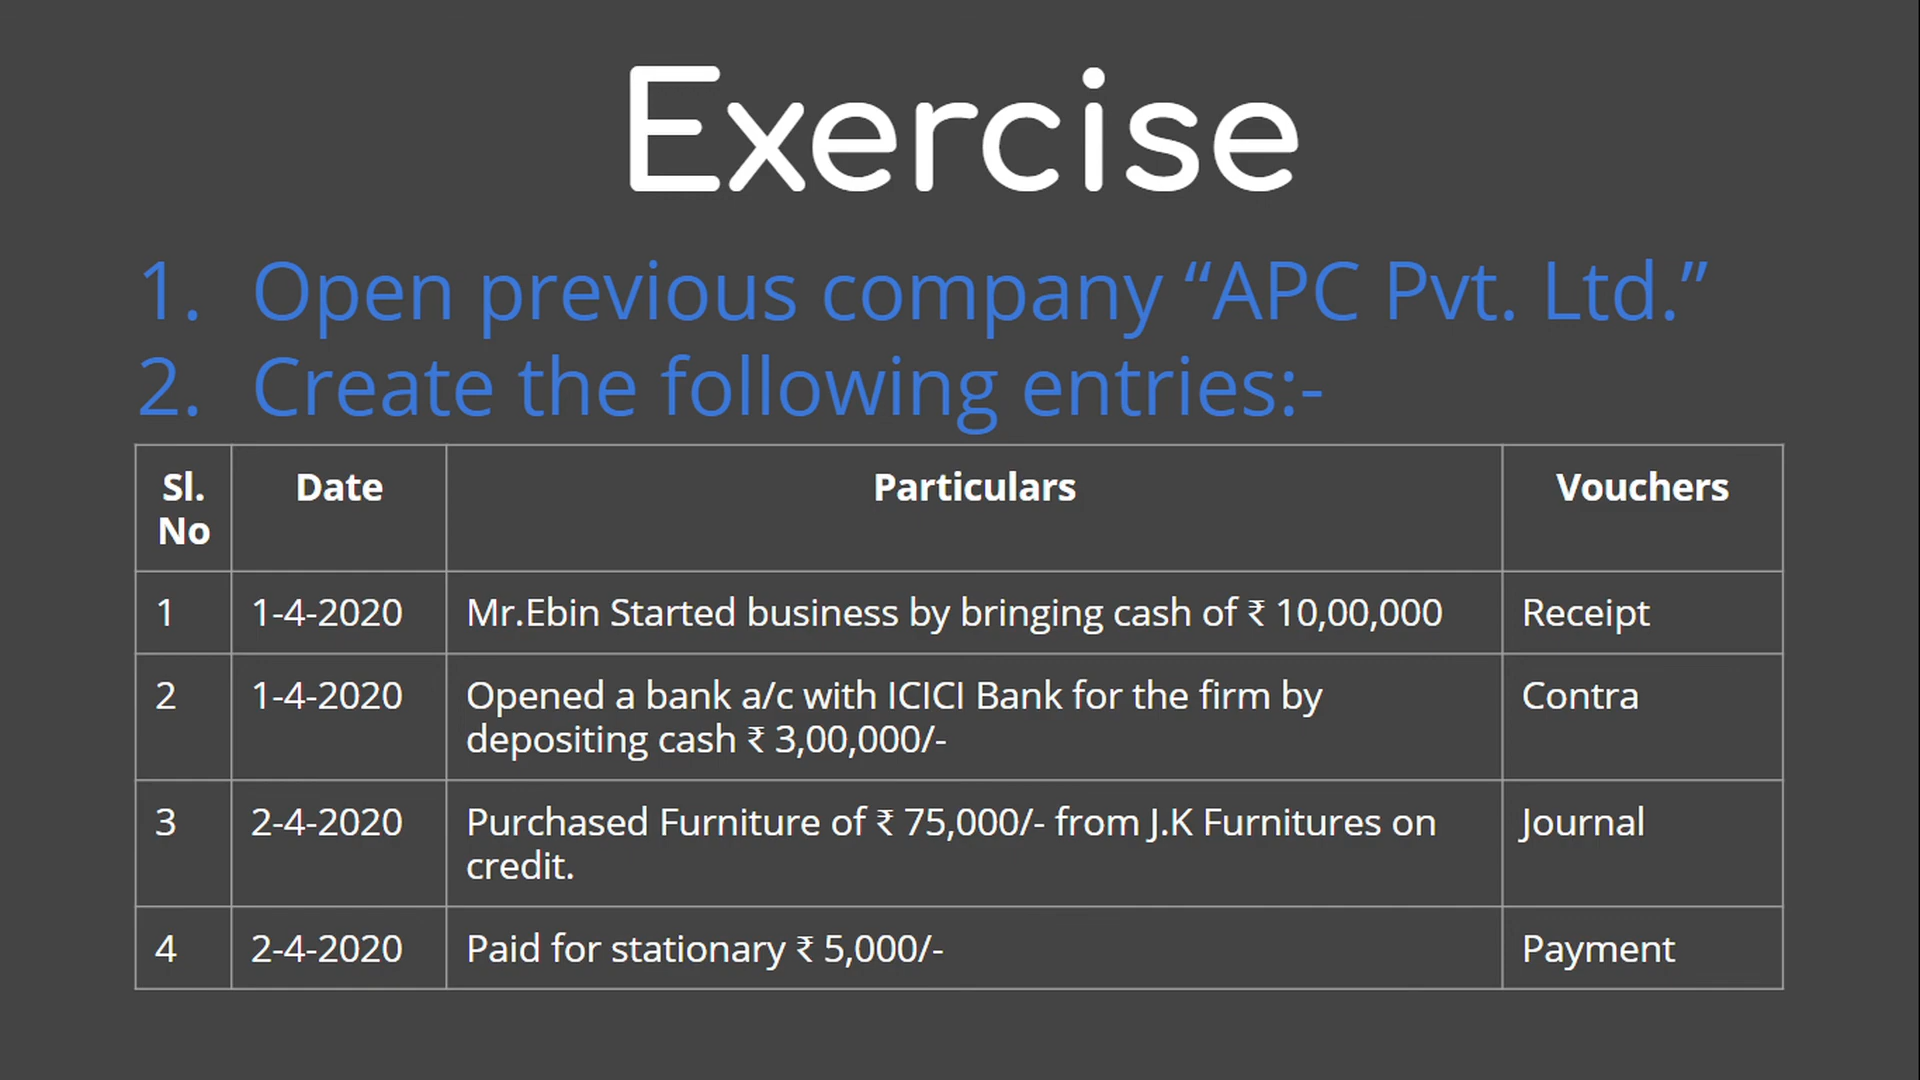 Exercise
1. Open previous company “APC Pvt. Ltd.”
2. Create the following entries:-
Sl. No Date Particulars Vouchers
1 1-4-2020 Mr.Ebin Started business by bringing cash of ₹ 10,00,000 Receipt
2 1-4-2020 Opened a bank a/c with ICICI Bank for the firm by Contra
depositing cash ₹ 3,00,000/-
3 2-4-2020 Purchased Furniture of ₹ 75,000/- from J.K Furnitures on Journal
credit.
4 2-4-2020 Paid for stationary ₹ 5,000/- Payment